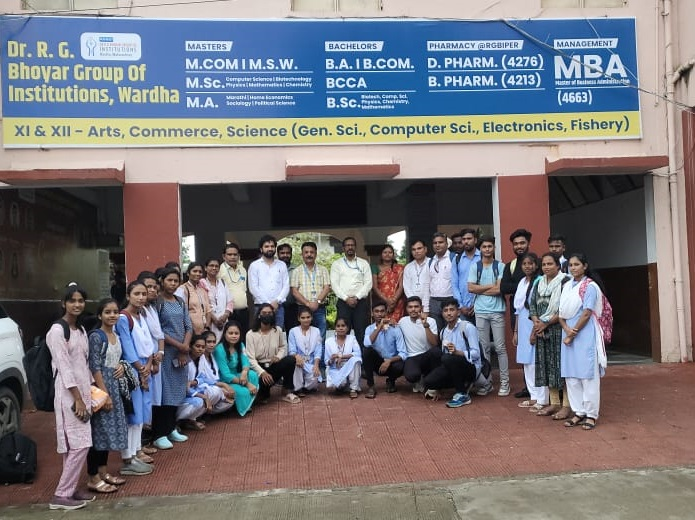 Dr. R. G.
Bhoyar Group Of
Institutions, Wardha
INSTITUTIONS
MASTERS
M.COM I M.S.W.
M.Sc. Computer Science | Biotechnology
Physics | Mathematics | Chemistry
M.A. Marathi | Home Economics
Sociology | Political Science
BACHELORS
B.A. I B.COM.
BCCA
B.Sc. Biotech, Comp. Sci.
Physics, Chemistry,
Mathematics
PHARMACY @RGBIPER
D. PHARM. (4276)
B. PHARM. (4213)
MANAGEMENT
MBA
Master of Business Administration
(4663)
XI & XII - Arts, Commerce, Science (Gen. Sci., Computer Sci., Electronics, Fishery)